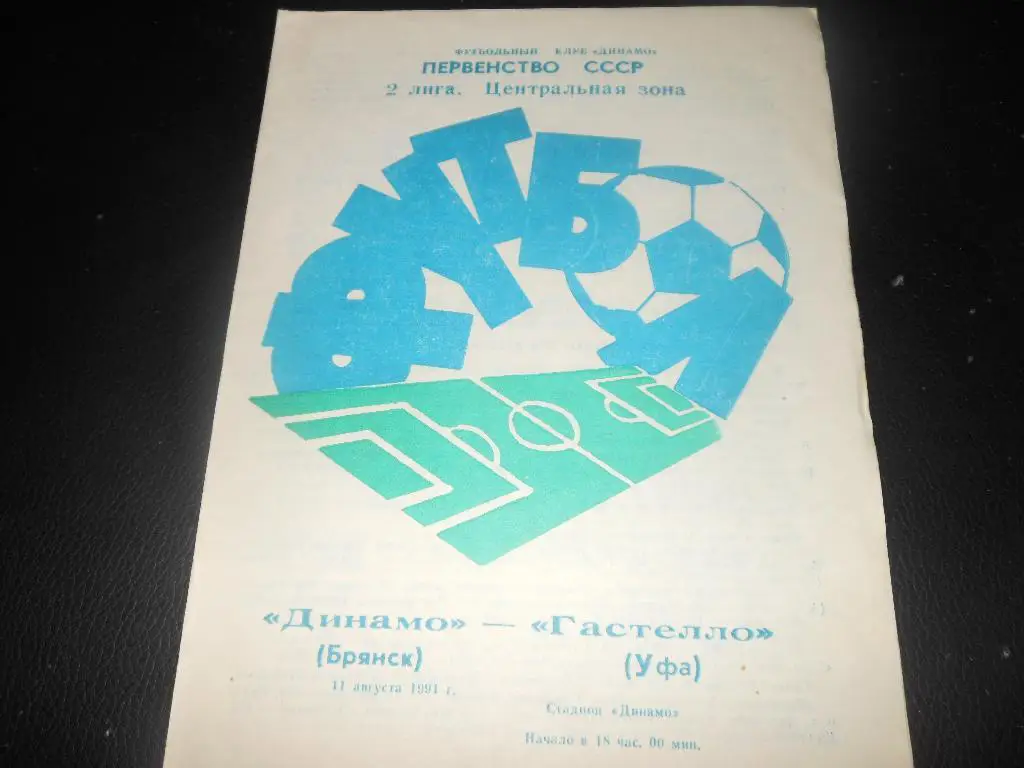 ФУТБОЛЬНЫЙ КЛУБ «ДИНАМО»
ПЕРВЕНСТВО СССР
2 лига. Центральная зона
ФУТБОЛ
«Динамо» — «Гастелло»
(Брянск) (Уфа)
11 августа 1991 г.
Стадион «Динамо»
Начало в 18 час. 00 мин.